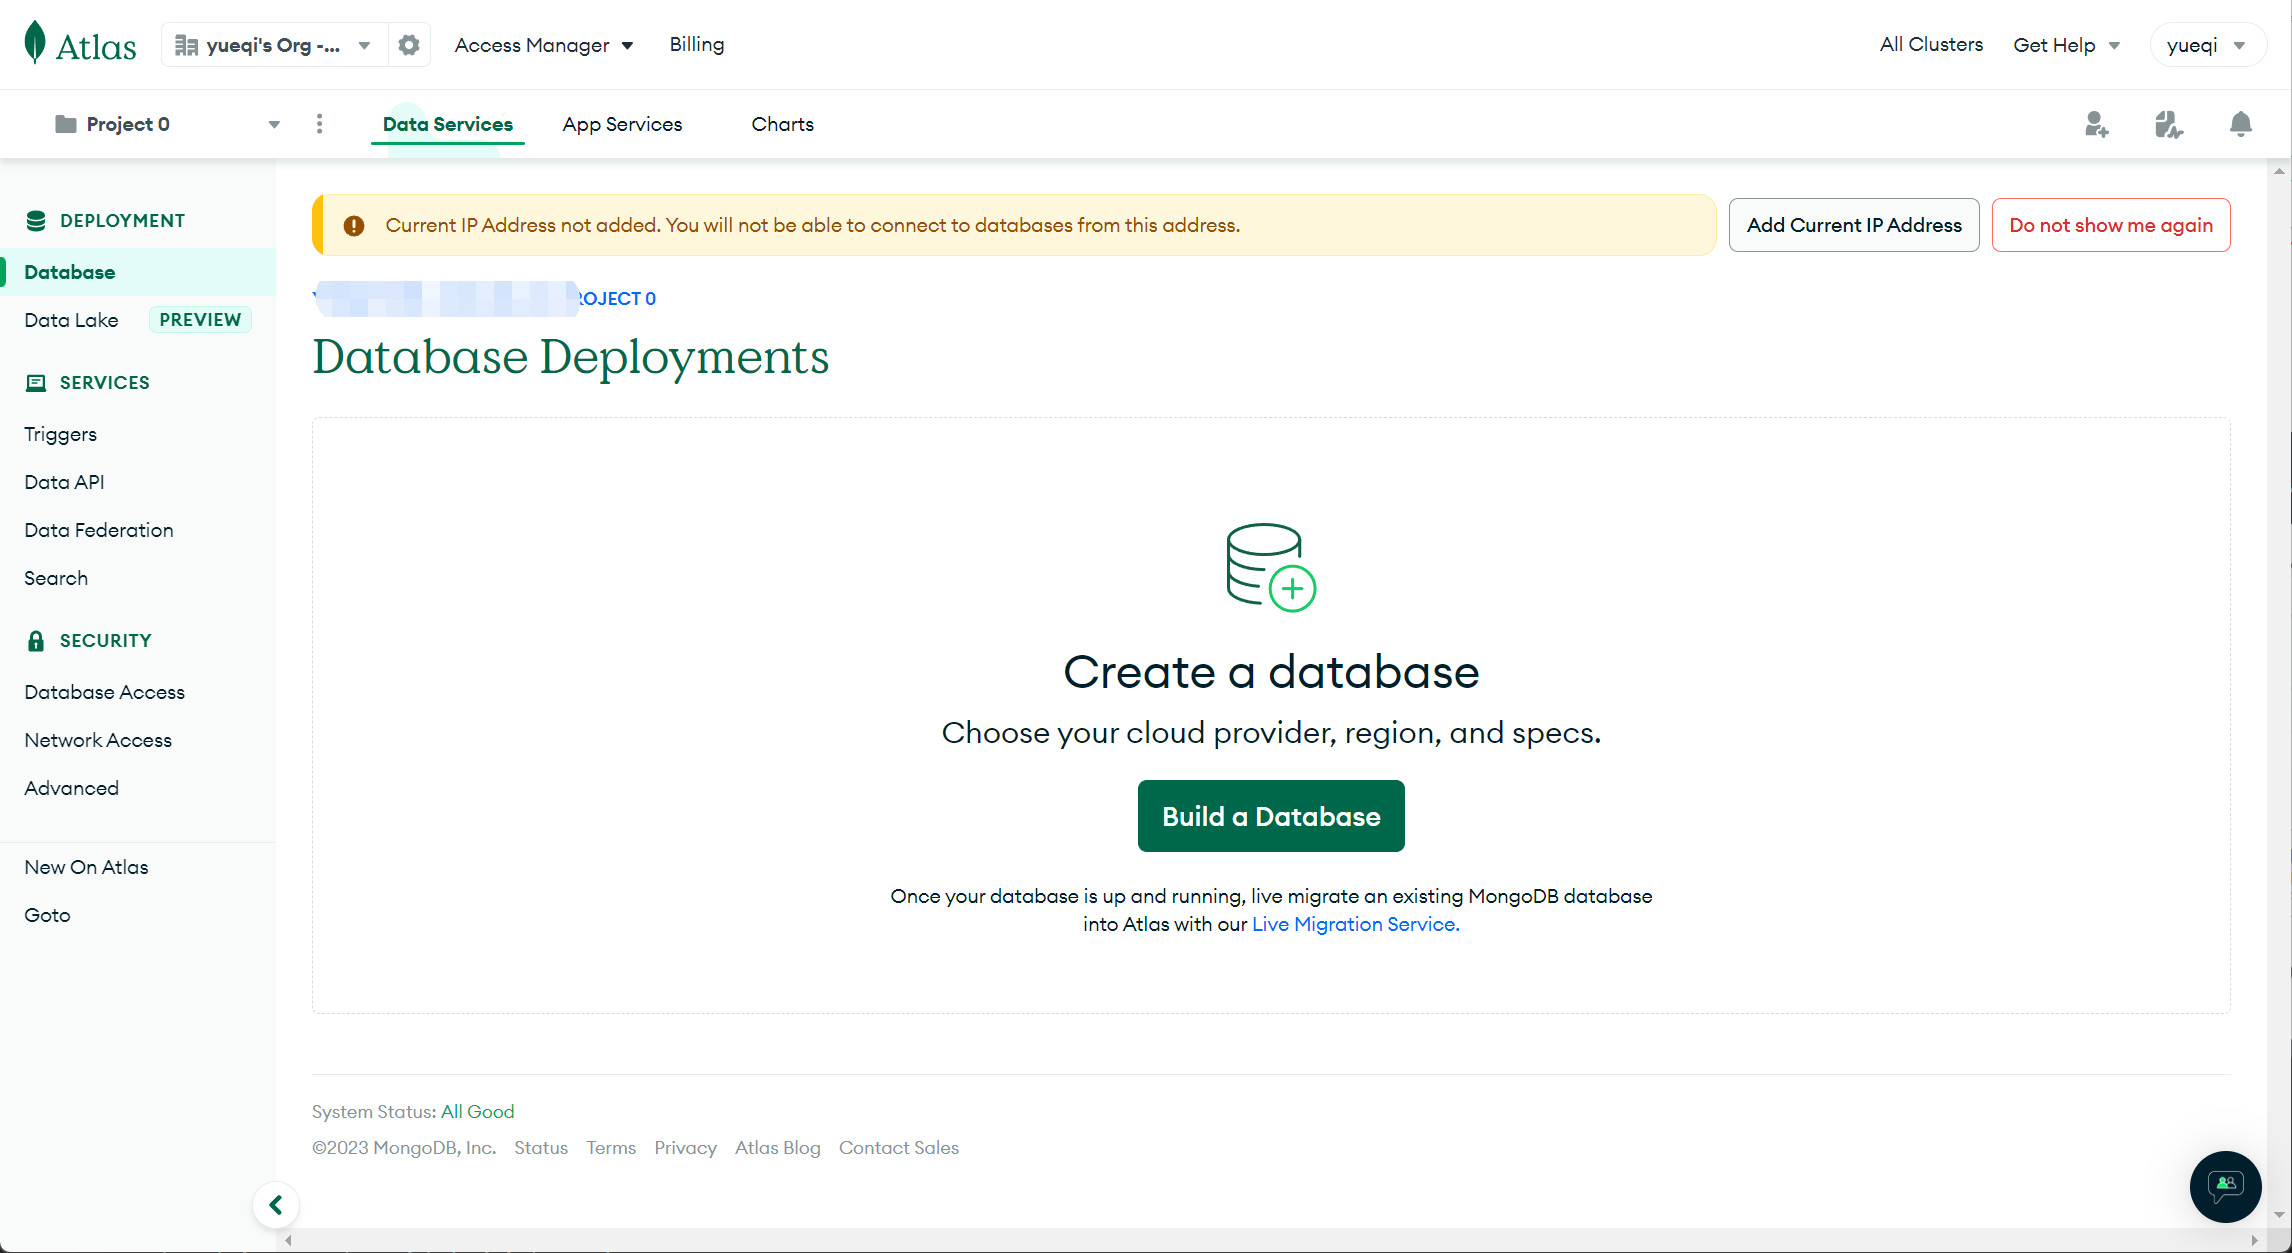 Atlas
yueqi's Org -...
Access Manager
Billing
All Clusters
Get Help
yueqi
Project 0
Data Services
App Services
Charts
DEPLOYMENT
Database
Data Lake PREVIEW
SERVICES
Triggers
Data API
Data Federation
Search
SECURITY
Database Access
Network Access
Advanced
New On Atlas
Goto
Current IP Address not added. You will not be able to connect to databases from this address.
Add Current IP Address
Do not show me again
ROJECT 0
Database Deployments
Create a database
Choose your cloud provider, region, and specs.
Build a Database
Once your database is up and running, live migrate an existing MongoDB database
into Atlas with our Live Migration Service.
System Status: All Good
©2023 MongoDB, Inc. Status Terms Privacy Atlas Blog Contact Sales